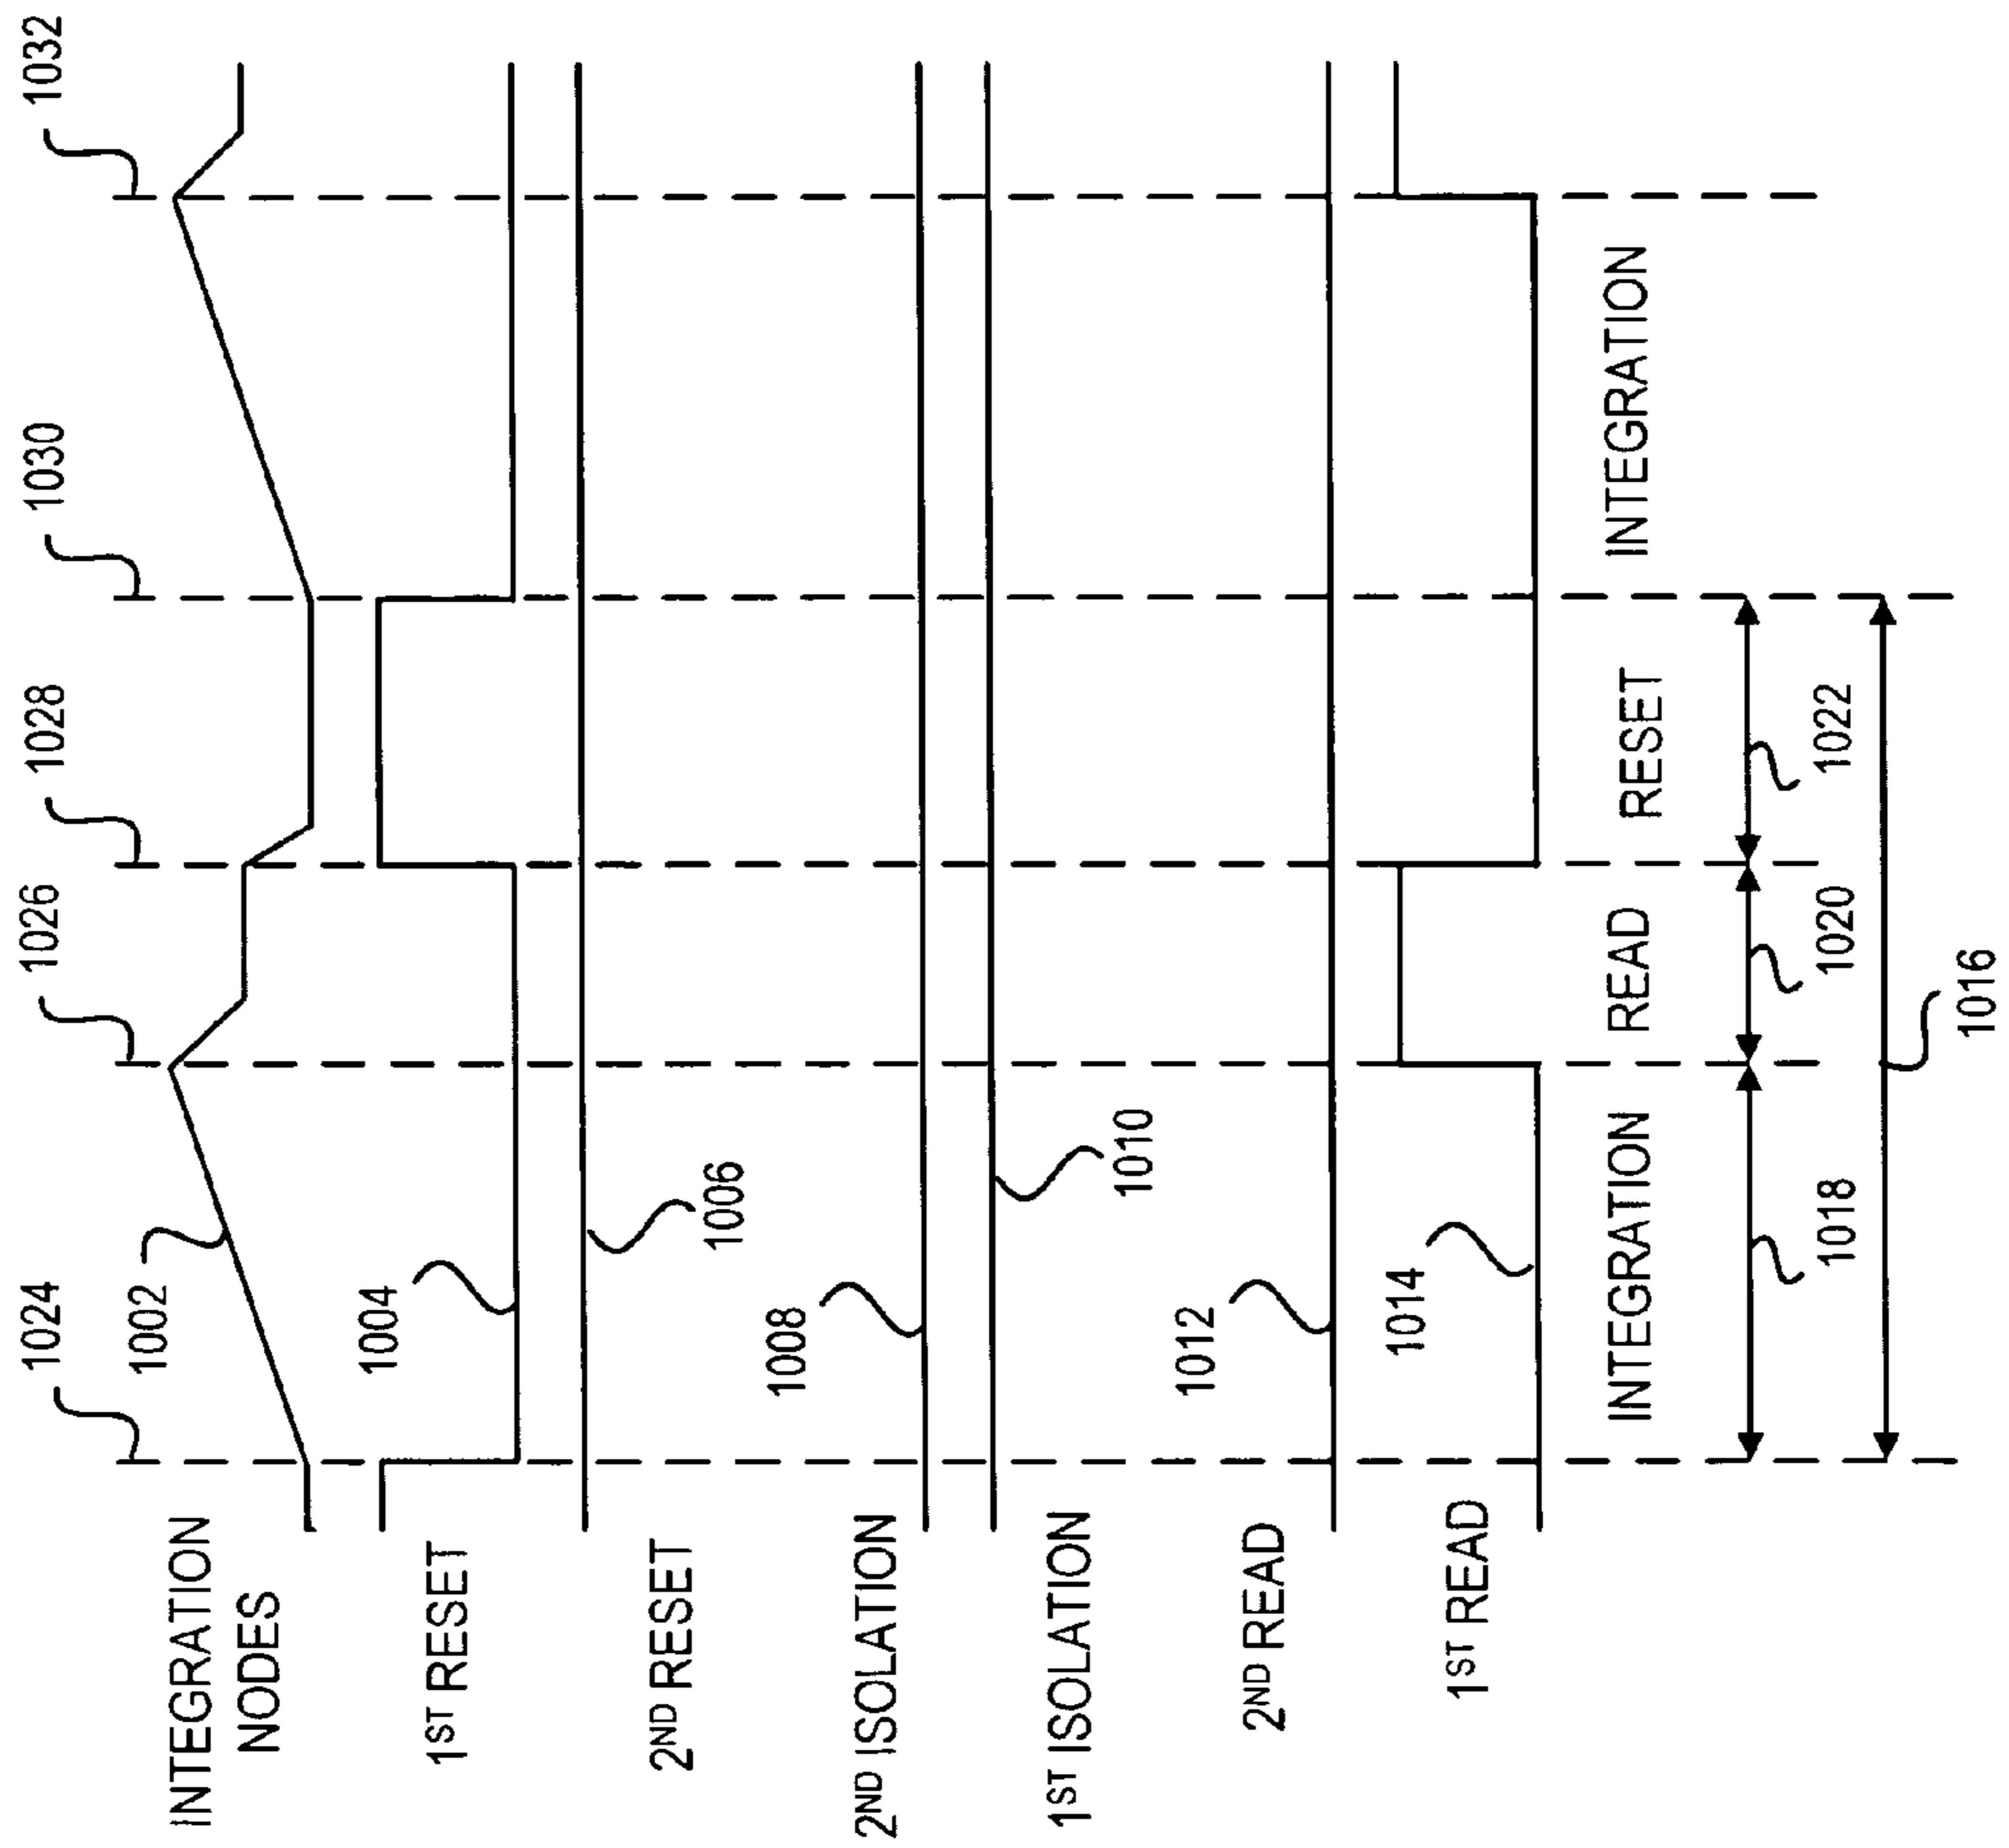 1024
1026
1028
1030
1032
INTEGRATION
NODES
1002
1ST RESET
1004
2ND RESET
1006
2ND ISOLATION
1008
1ST ISOLATION
1010
2ND READ
1012
1ST READ
1014
INTEGRATION
READ
RESET
INTEGRATION
1018
1020
1022
1016